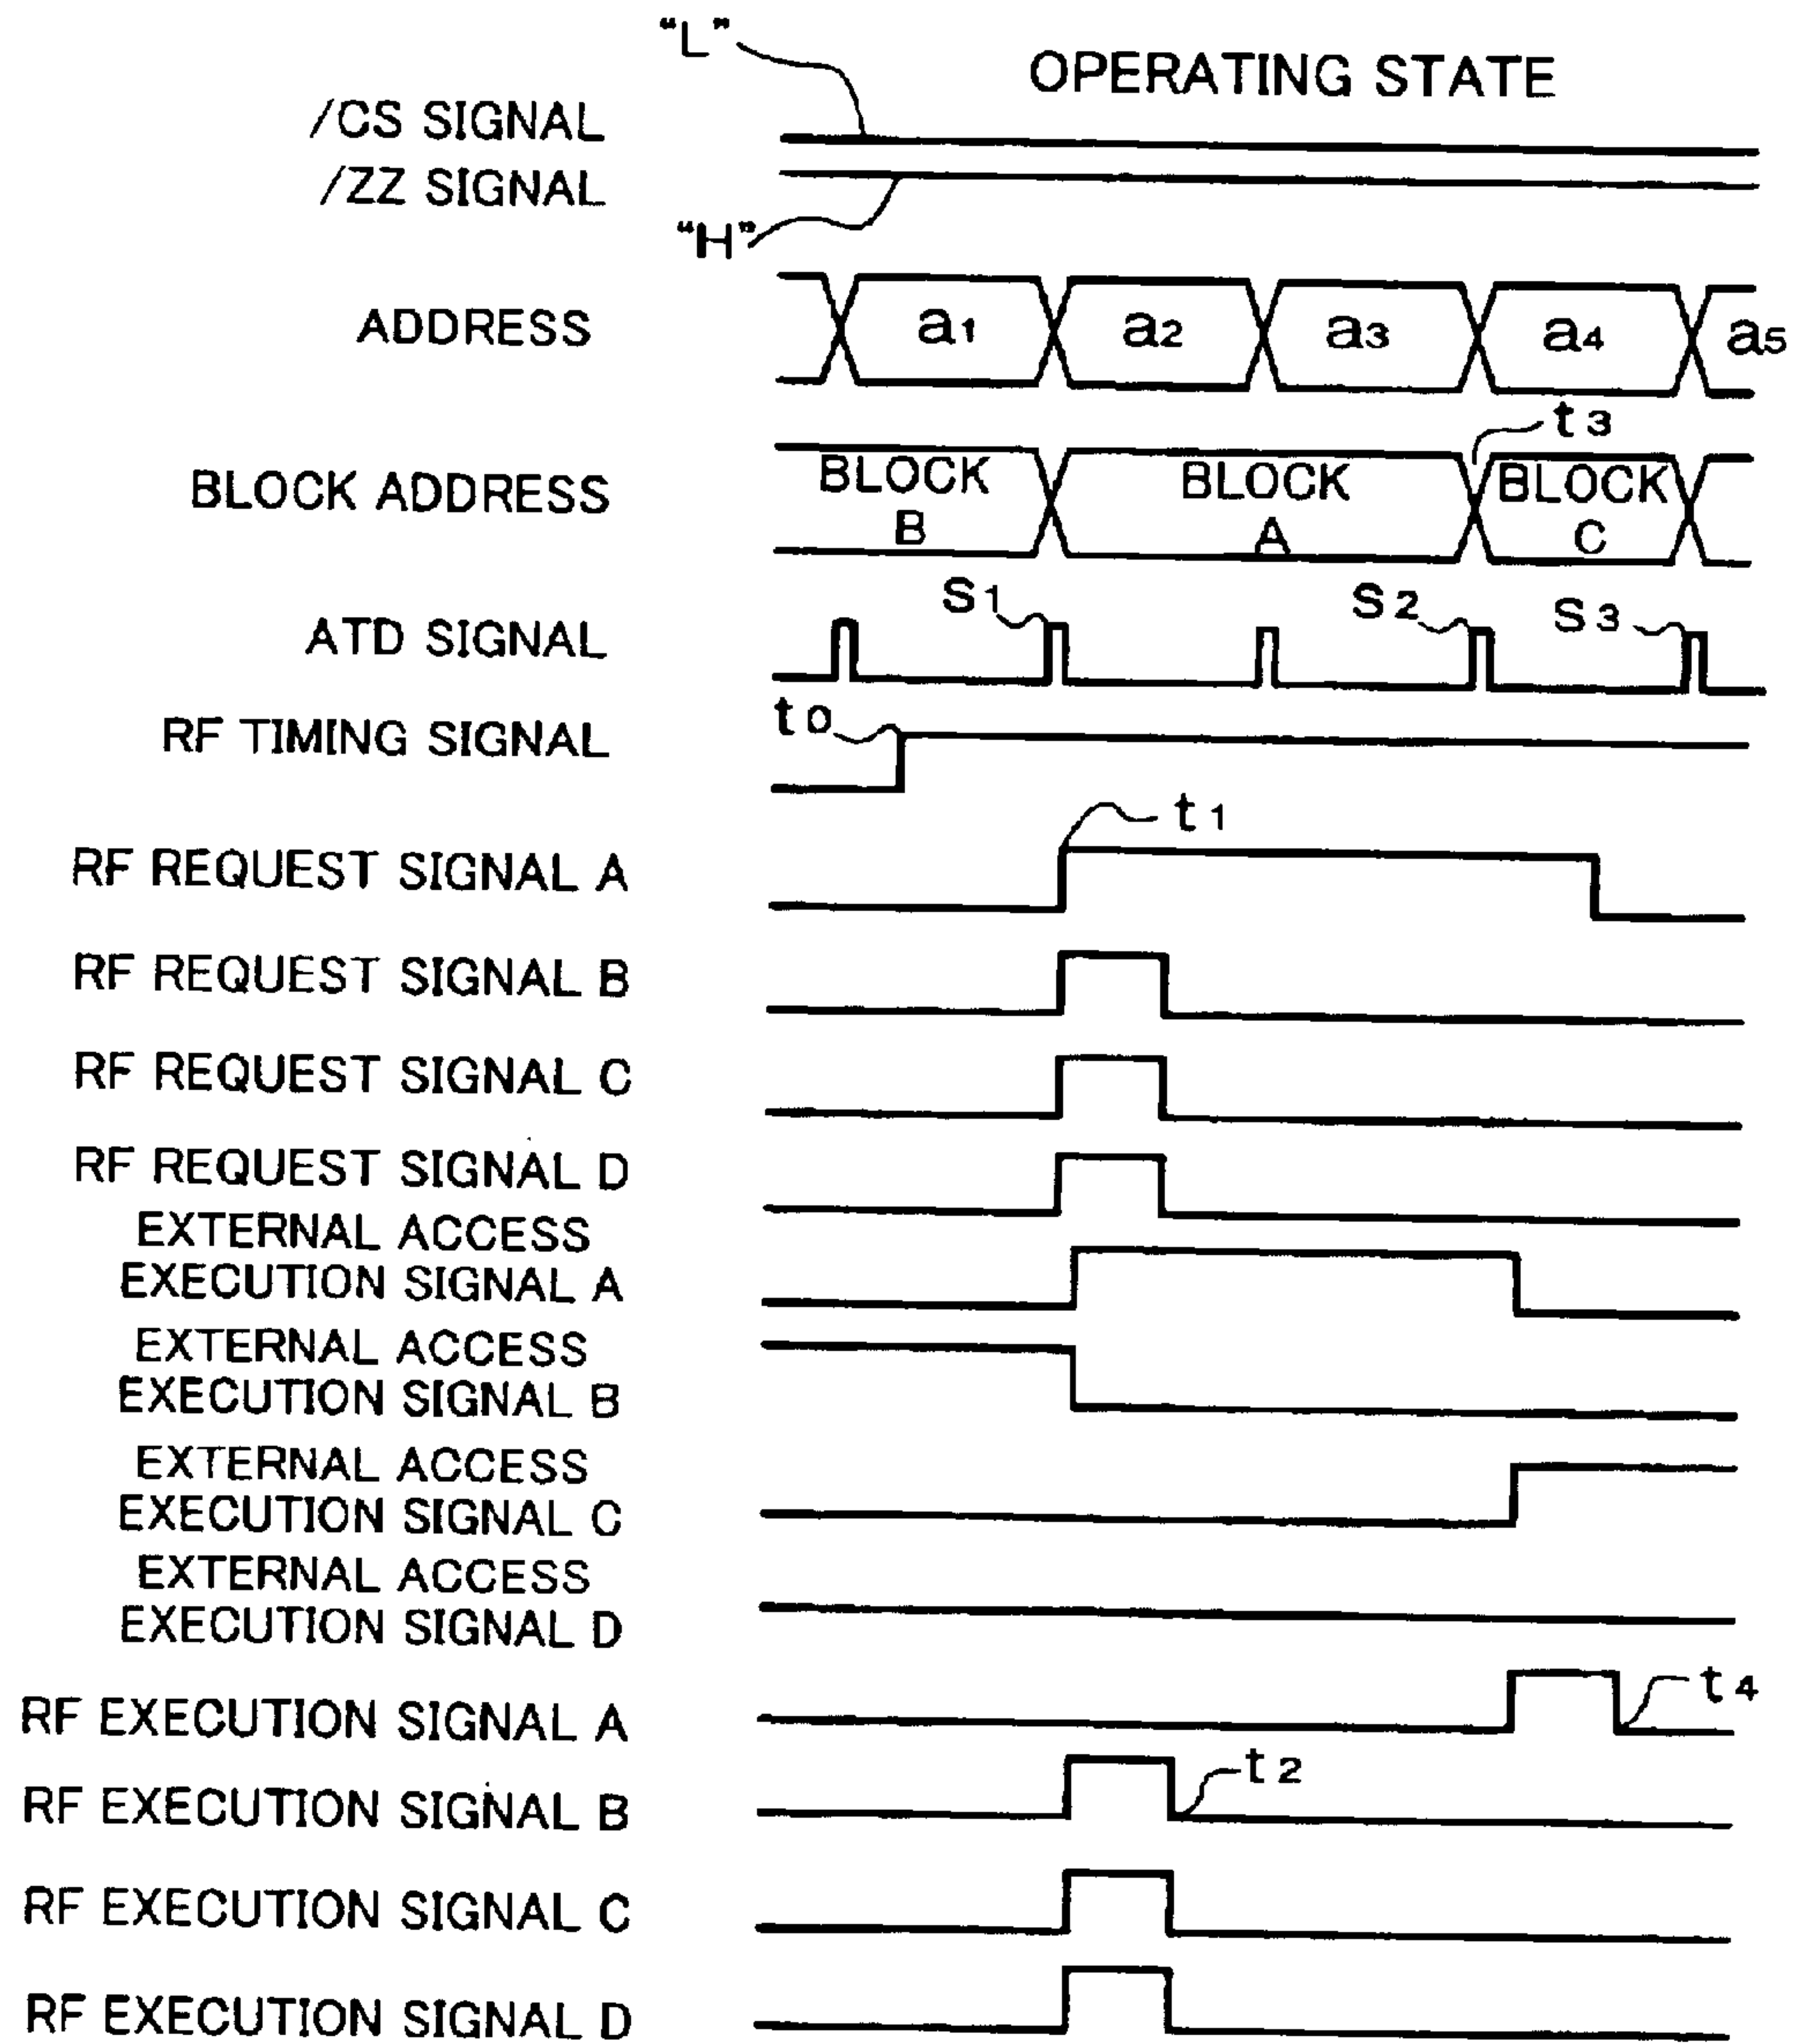 “L”
OPERATING STATE
/CS SIGNAL
/ZZ SIGNAL
“H”
ADDRESS
a1 a2 a3 a4 a5
t3
BLOCK ADDRESS
BLOCK B
BLOCK A
BLOCK C
S1 S2 S3
ATD SIGNAL
t0
RF TIMING SIGNAL
t1
RF REQUEST SIGNAL A
RF REQUEST SIGNAL B
RF REQUEST SIGNAL C
RF REQUEST SIGNAL D
EXTERNAL ACCESS
EXECUTION SIGNAL A
EXTERNAL ACCESS
EXECUTION SIGNAL B
EXTERNAL ACCESS
EXECUTION SIGNAL C
EXTERNAL ACCESS
EXECUTION SIGNAL D
t4
RF EXECUTION SIGNAL A
t2
RF EXECUTION SIGNAL B
RF EXECUTION SIGNAL C
RF EXECUTION SIGNAL D